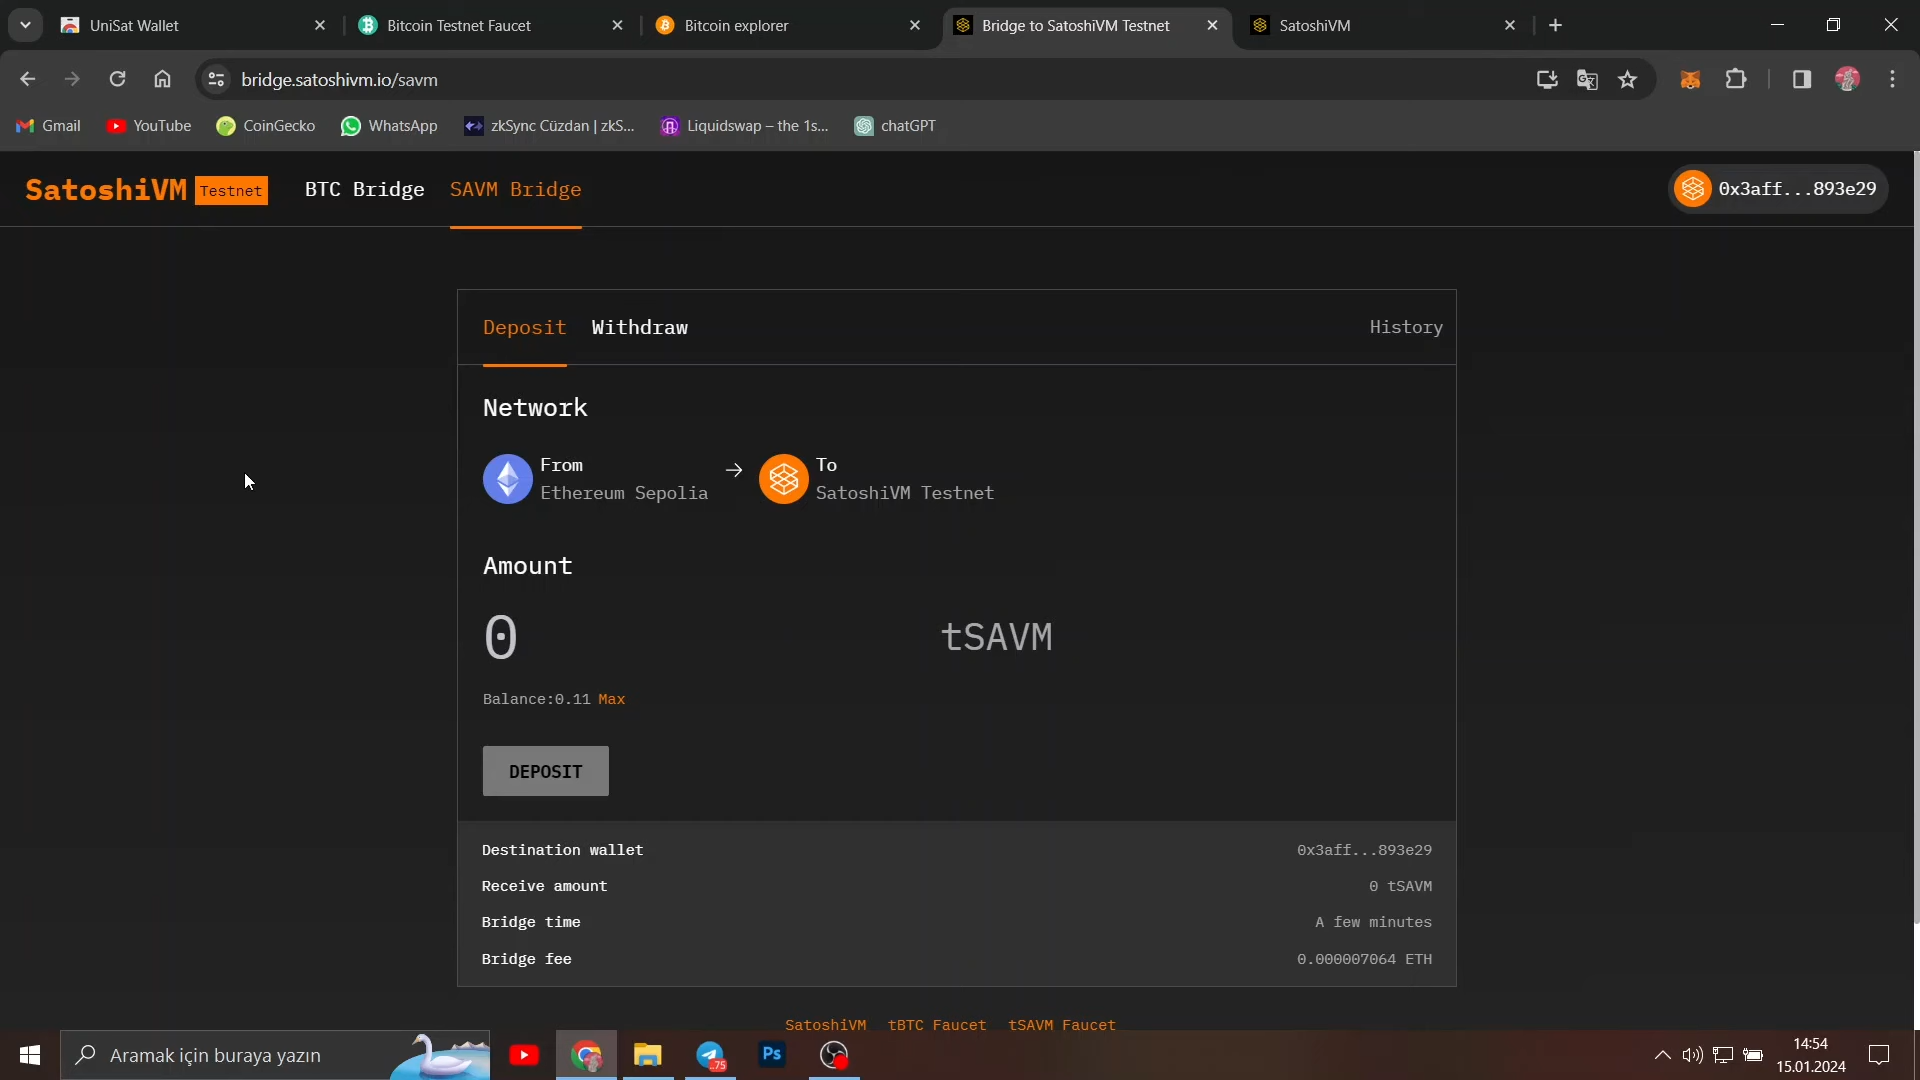 UniSat Wallet
Bitcoin Testnet Faucet
Bitcoin explorer
Bridge to SatoshiVM Testnet
SatoshiVM
bridge.satoshivm.io/savm
Gmail
YouTube
CoinGecko
WhatsApp
zkSync Cüzdan | zkS...
Liquidswap – the 1s...
chatGPT
SatoshiVM Testnet
BTC Bridge
SAVM Bridge
0x3aff...893e29
Deposit
Withdraw
History
Network
From
To
Ethereum Sepolia
SatoshiVM Testnet
Amount
0
tSAVM
Balance:0.11 Max
DEPOSIT
Destination wallet
0x3aff...893e29
Receive amount
0 tSAVM
Bridge time
A few minutes
Bridge fee
0.000007064 ETH
SatoshiVM
tBTC Faucet
tSAVM Faucet
Aramak için buraya yazın
75
Ps
14:54
15.01.2024